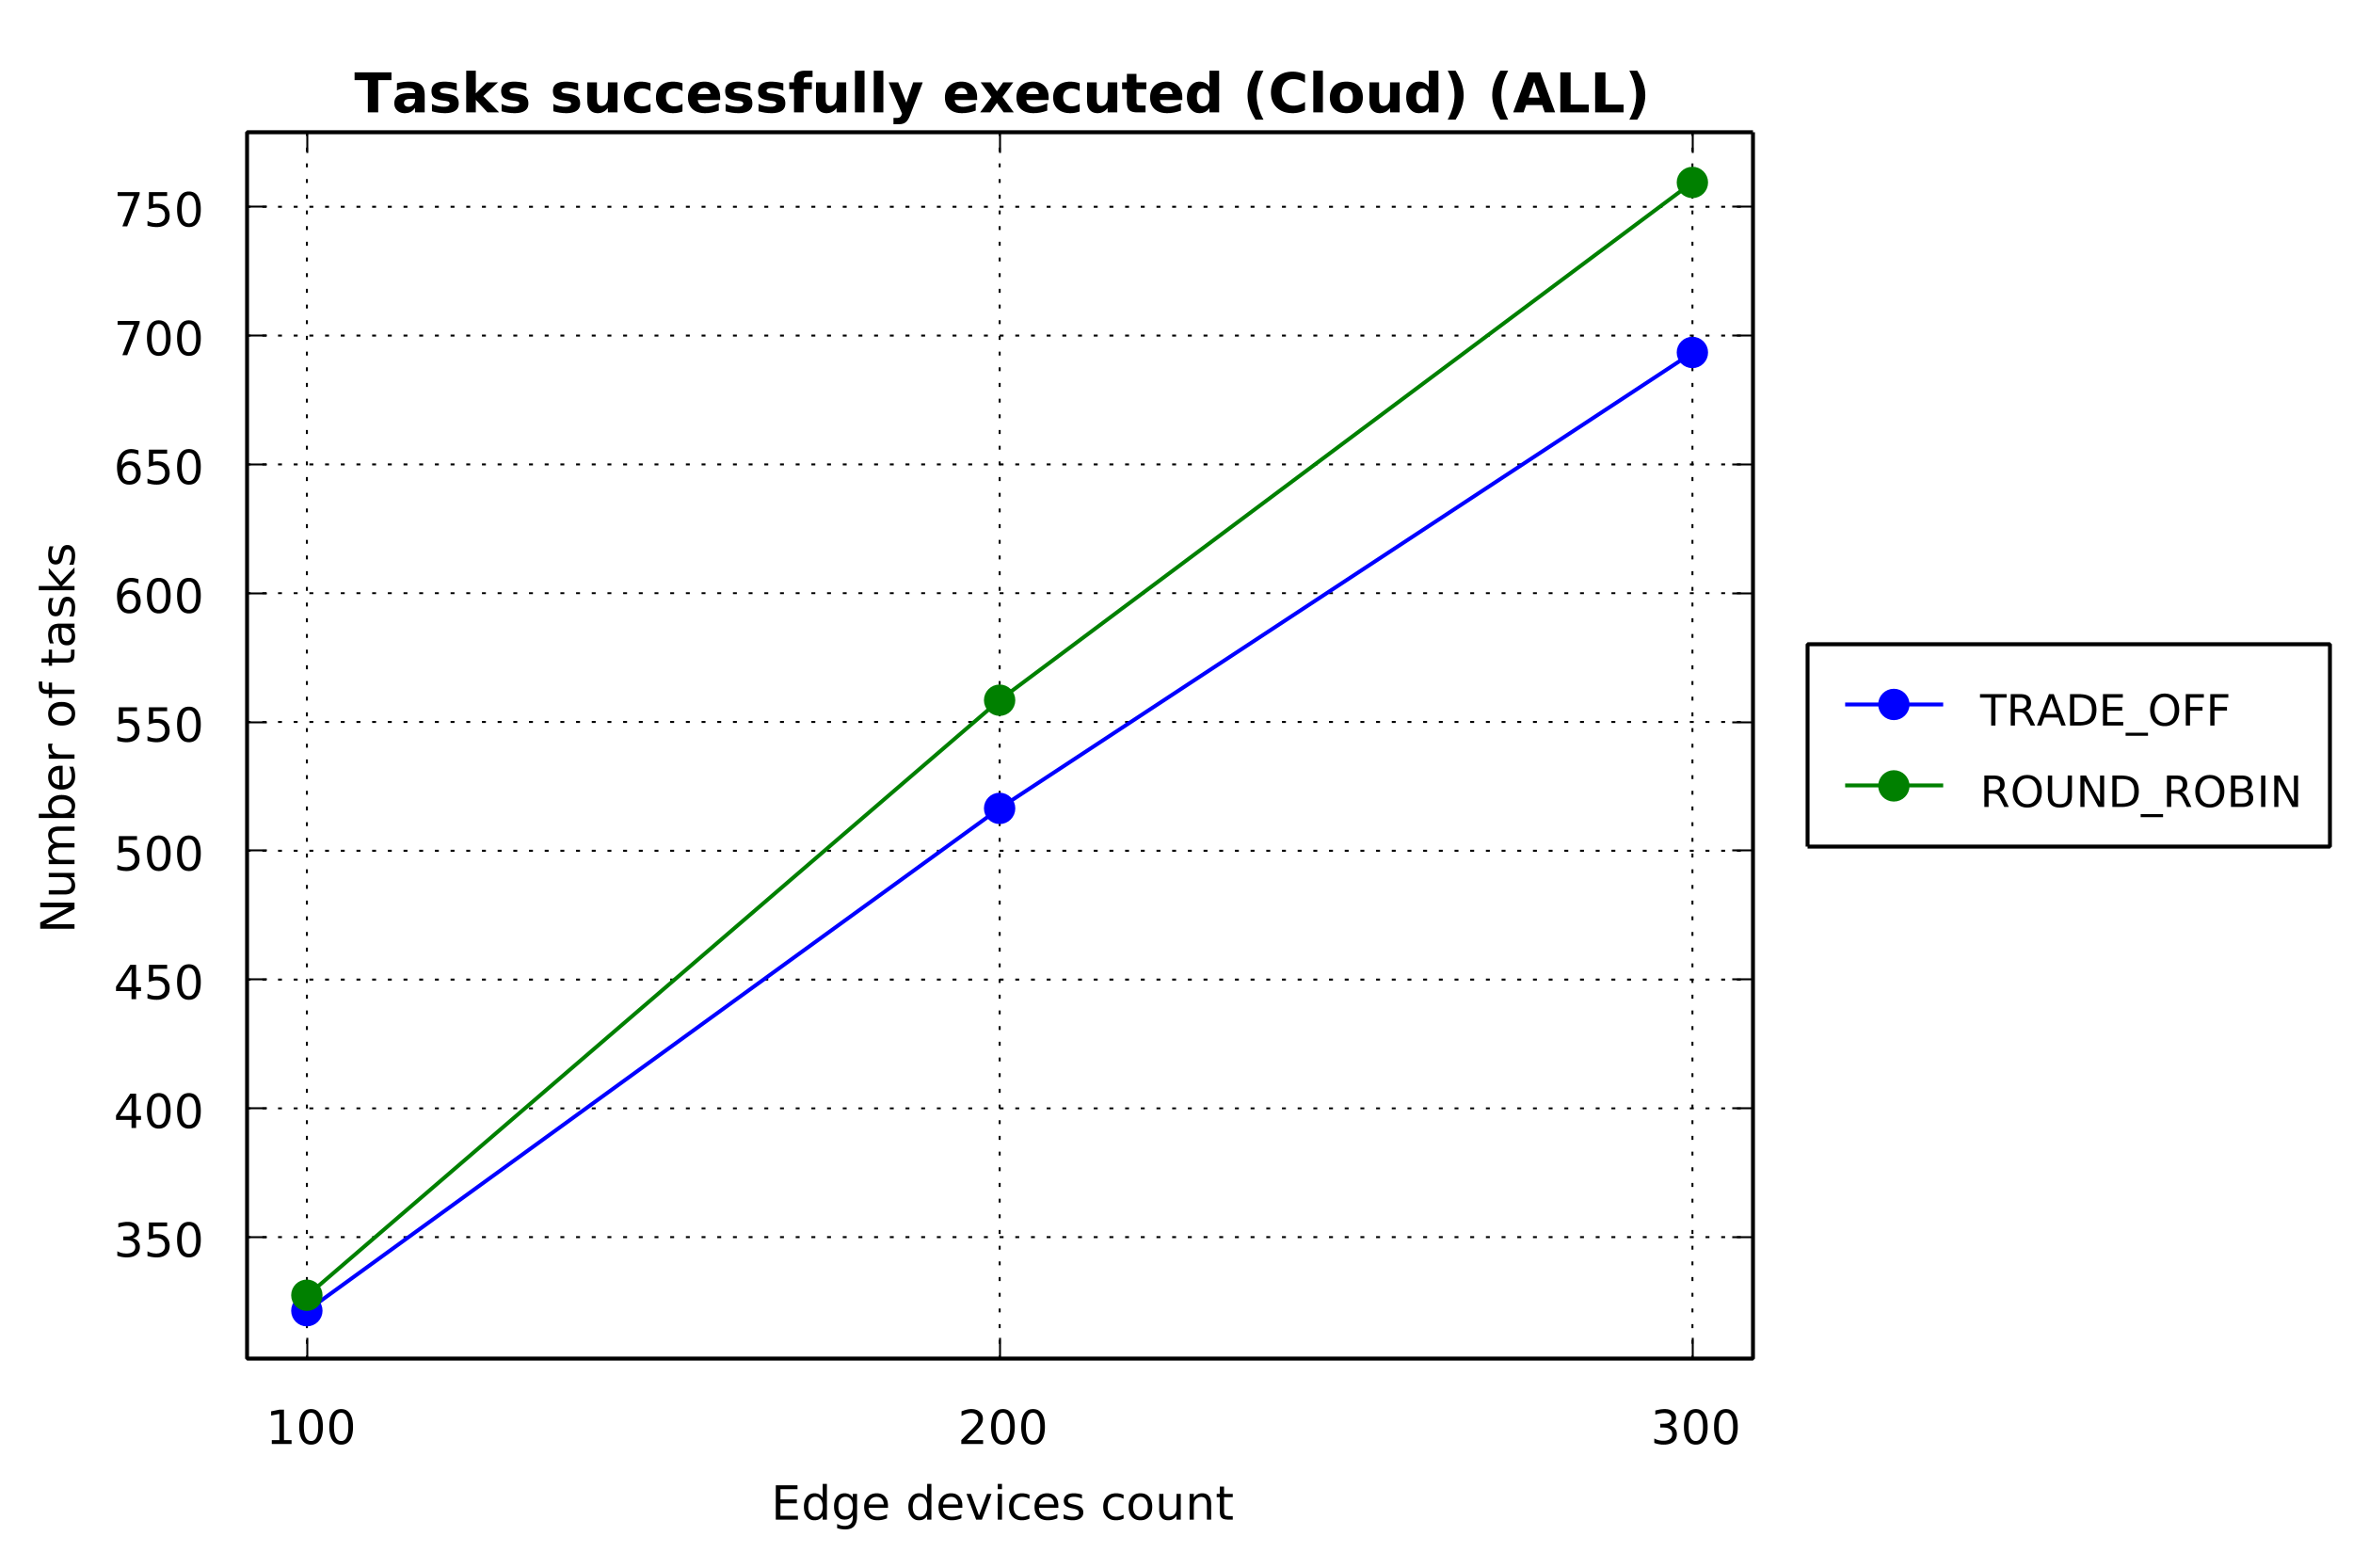 Tasks successfully executed (Cloud) (ALL)
750
700
650
600
550
500
450
400
350
Number of tasks
100 200 300
Edge devices count
TRADE_OFF
ROUND_ROBIN